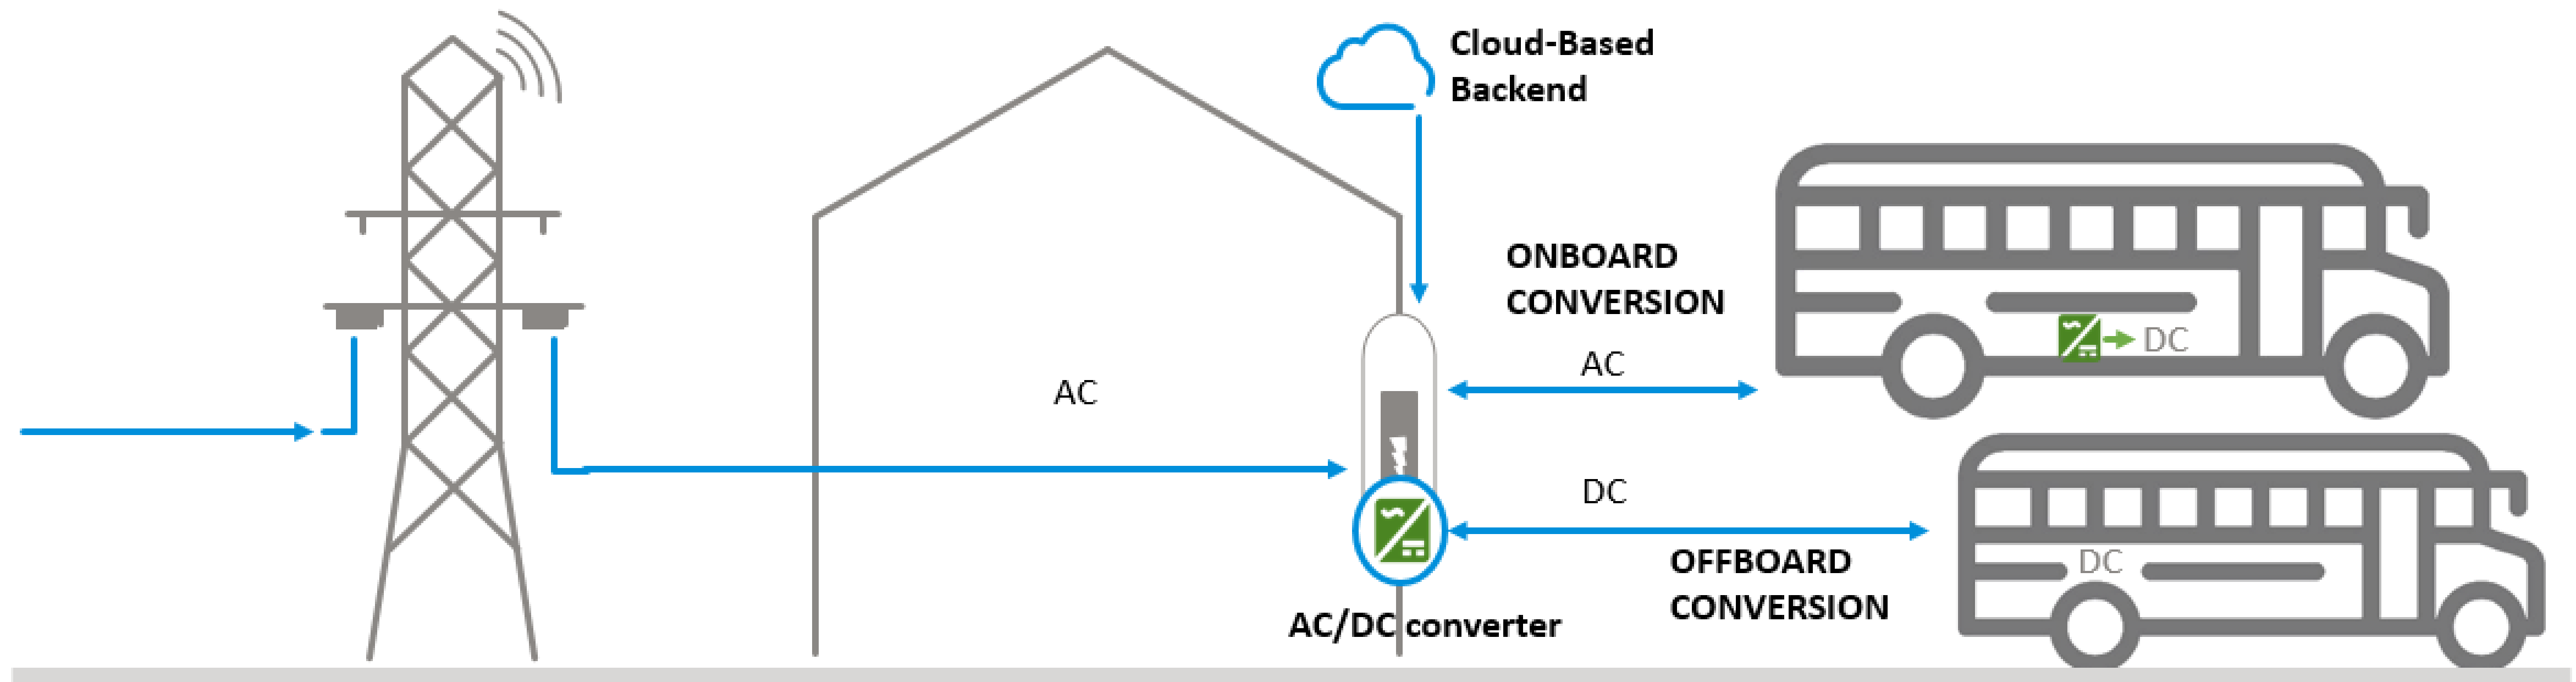 Cloud-Based
Backend
ONBOARD
CONVERSION
AC
DC
AC
DC
DC
OFFBOARD
CONVERSION
AC/DC converter